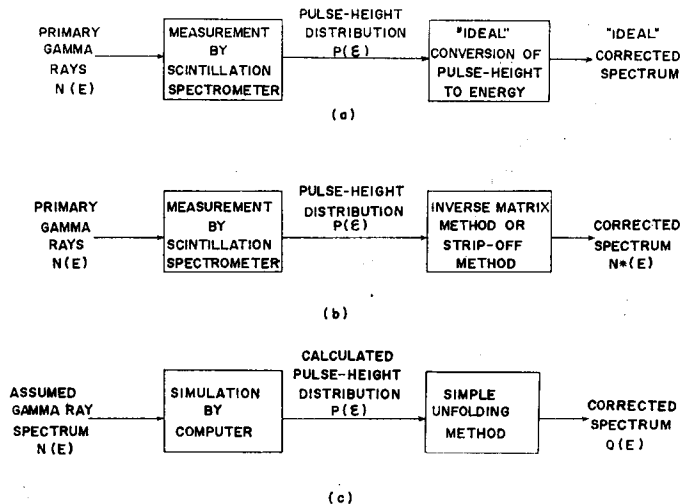 PRIMARY
GAMMA
RAYS
N(E)
MEASUREMENT
BY
SCINTILLATION
SPECTROMETER
PULSE-HEIGHT
DISTRIBUTION
P(ε)
"IDEAL"
CONVERSION OF
PULSE-HEIGHT
TO ENERGY
"IDEAL"
CORRECTED
SPECTRUM
(a)
PRIMARY
GAMMA
RAYS
N(E)
MEASUREMENT
BY
SCINTILLATION
SPECTROMETER
PULSE-HEIGHT
DISTRIBUTION
P(ε)
INVERSE MATRIX
METHOD OR
STRIP-OFF
METHOD
CORRECTED
SPECTRUM
N*(E)
(b)
ASSUMED
GAMMA RAY
SPECTRUM
N(E)
SIMULATION
BY
COMPUTER
CALCULATED
PULSE-HEIGHT
DISTRIBUTION
P(ε)
SIMPLE
UNFOLDING
METHOD
CORRECTED
SPECTRUM
Q(E)
(c)